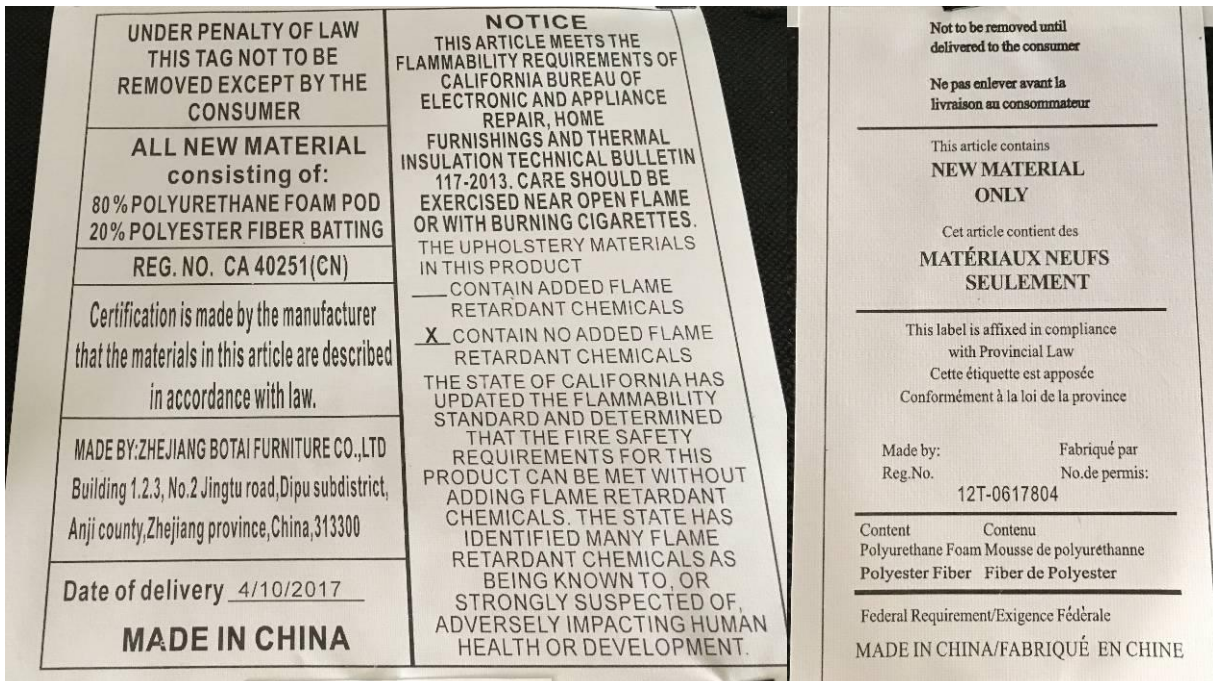 UNDER PENALTY OF LAW
THIS TAG NOT TO BE
REMOVED EXCEPT BY THE
CONSUMER
ALL NEW MATERIAL
consisting of:
80% POLYURETHANE FOAM POD
20% POLYESTER FIBER BATTING
REG. NO. CA 40251(CN)
Certification is made by the manufacturer
that the materials in this article are described
in accordance with law.
MADE BY:ZHEJIANG BOTAI FURNITURE CO.,LTD
Building 1.2.3, No.2 Jingtu road,Dipu subdistrict,
Anji county,Zhejiang province,China,313300
Date of delivery 4/10/2017
MADE IN CHINA
NOTICE
THIS ARTICLE MEETS THE
FLAMMABILITY REQUIREMENTS OF
CALIFORNIA BUREAU OF
ELECTRONIC AND APPLIANCE
REPAIR, HOME
FURNISHINGS AND THERMAL
INSULATION TECHNICAL BULLETIN
117-2013. CARE SHOULD BE
EXERCISED NEAR OPEN FLAME
OR WITH BURNING CIGARETTES.
THE UPHOLSTERY MATERIALS
IN THIS PRODUCT
___CONTAIN ADDED FLAME
RETARDANT CHEMICALS
_X_CONTAIN NO ADDED FLAME
RETARDANT CHEMICALS
THE STATE OF CALIFORNIA HAS
UPDATED THE FLAMMABILITY
STANDARD AND DETERMINED
THAT THE FIRE SAFETY
REQUIREMENTS FOR THIS
PRODUCT CAN BE MET WITHOUT
ADDING FLAME RETARDANT
CHEMICALS. THE STATE HAS
IDENTIFIED MANY FLAME
RETARDANT CHEMICALS AS
BEING KNOWN TO, OR
STRONGLY SUSPECTED OF,
ADVERSELY IMPACTING HUMAN
HEALTH OR DEVELOPMENT.
Not to be removed until
delivered to the consumer
Ne pas enlever avant la
livraison au consommateur
This article contains
NEW MATERIAL
ONLY
Cet article contient des
MATÉRIAUX NEUFS
SEULEMENT
This label is affixed in compliance
with Provincial Law
Cette étiquette est apposée
Conformément à la loi de la province
Made by: Fabriqué par
Reg.No. No.de permis:
12T-0617804
Content Contenu
Polyurethane Foam Mousse de polyuréthanne
Polyester Fiber Fiber de Polyester
Federal Requirement/Exigence Fédèrale
MADE IN CHINA/FABRIQUÉ EN CHINE